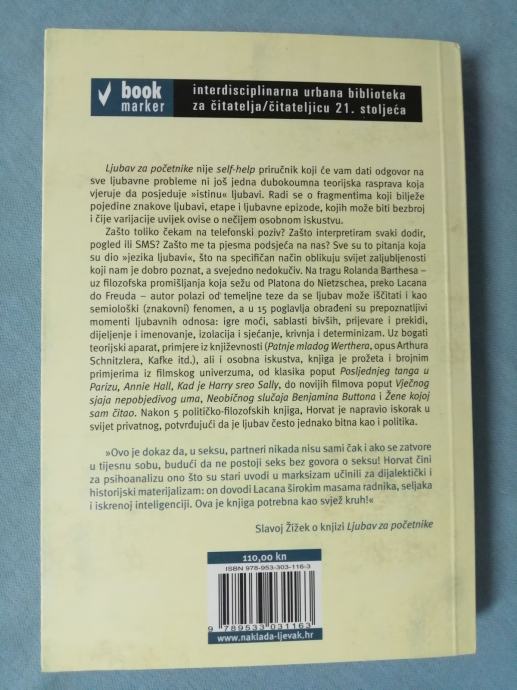 book
marker
interdisciplinarna urbana biblioteka
za čitatelja/čitateljicu 21. stoljeća
Ljubav za početnike nije self-help priručnik koji će vam dati odgovor na
sve ljubavne probleme ni još jedna dubokoumna teorijska rasprava koja
vjeruje da posjeduje »istinu« ljubavi. Radi se o fragmentima koji bilježe
pojedine znakove ljubavi, etape i ljubavne epizode, kojih može biti bezbroj
i čije varijacije uvijek ovise o nečijem osobnom iskustvu.
Zašto toliko čekam na telefonski poziv? Zašto interpretiram svaki dodir,
pogled ili SMS? Zašto me ta pjesma podsjeća na nas? Sve su to pitanja koja
su dio »jezika ljubavi«, što na specifičan način oblikuju svijet zaljubljenosti
koji nam je dobro poznat, a svejedno nedokučiv. Na tragu Rolanda Barthesa –
uz filozofska promišljanja koja sežu od Platona do Nietzschea, preko Lacana
do Freuda – autor polazi od temeljne teze da se ljubav može iščitati i kao
semiološki (znakovni) fenomen, a u 15 poglavlja obrađeni su prepoznatljivi
momenti ljubavnih odnosa: igre moći, sablasti bivših, prijevare i prekidi,
dijeljenje i imenovanje, izolacija i sjećanje, krivnja i determinizam. Uz bogati
teorijski aparat, primjere iz književnosti (Patnje mladog Werthera, opus Arthura
Schnitzlera, Kafke itd.), ali i osobna iskustva, knjiga je prožeta i brojnim
primjerima iz filmskog univerzuma, od klasika poput Posljednjeg tanga u
Parizu, Annie Hall, Kad je Harry sreo Sally, do novijih filmova poput Vječnog
sjaja nepobjedivog uma, Neobičnog slučaja Benjamina Buttona i Žene kojoj
sam čitao. Nakon 5 političko-filozofskih knjiga, Horvat je napravio iskorak u
svijet privatnog, potvrđujući da je ljubav često jednako bitna kao i politika.
»Ovo je dokaz da, u seksu, partneri nikada nisu sami čak i ako se zatvore
u tijesnu sobu, budući da ne postoji seks bez govora o seksu! Horvat čini
za psihoanalizu ono što su stari uvodi u marksizam učinili za dijalektički i
historijski materijalizam: on dovodi Lacana širokim masama radnika, seljaka
i iskrenoj inteligenciji. Ova je knjiga potrebna kao svjež kruh!«
Slavoj Žižek o knjizi Ljubav za početnike
110,00 kn
ISBN 978-953-303-116-3
9 789533 031163
www.naklada-ljevak.hr